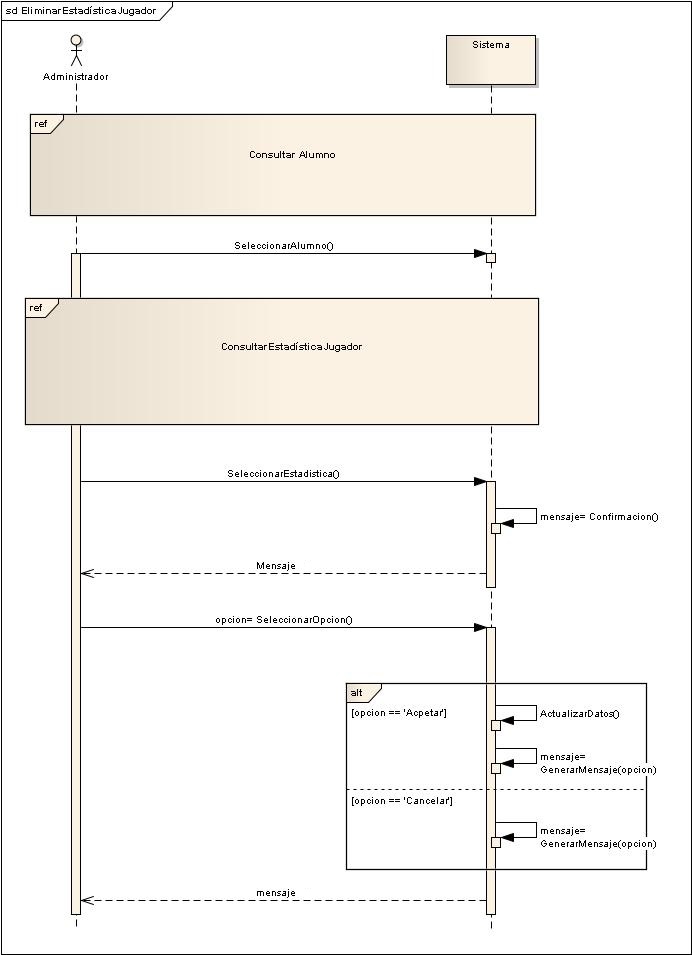 sd EliminarEstadísticaJugador
Administrador
Sistema
ref
Consultar Alumno
SeleccionarAlumno()
ref
ConsultarEstadísticaJugador
SeleccionarEstadistica()
mensaje= Confirmacion()
Mensaje
opcion= SeleccionarOpcion()
alt
[opcion == 'Acpetar']
ActualizarDatos()
mensaje=
GenerarMensaje(opcion)
[opcion == 'Cancelar']
mensaje=
GenerarMensaje(opcion)
mensaje